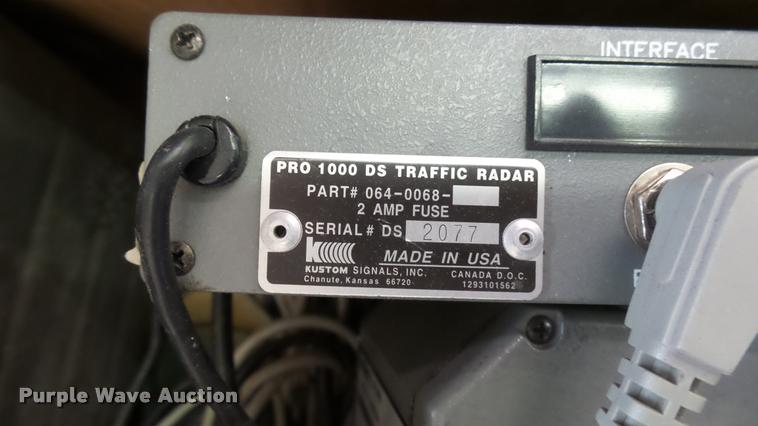 INTERFACE
PRO 1000 DS TRAFFIC RADAR
PART# 064-0068-
2 AMP FUSE
SERIAL # DS 2077
MADE IN USA
KUSTOM SIGNALS, INC. CANADA D.O.C.
Chanute, Kansas 66720 1293101562
Purple Wave Auction